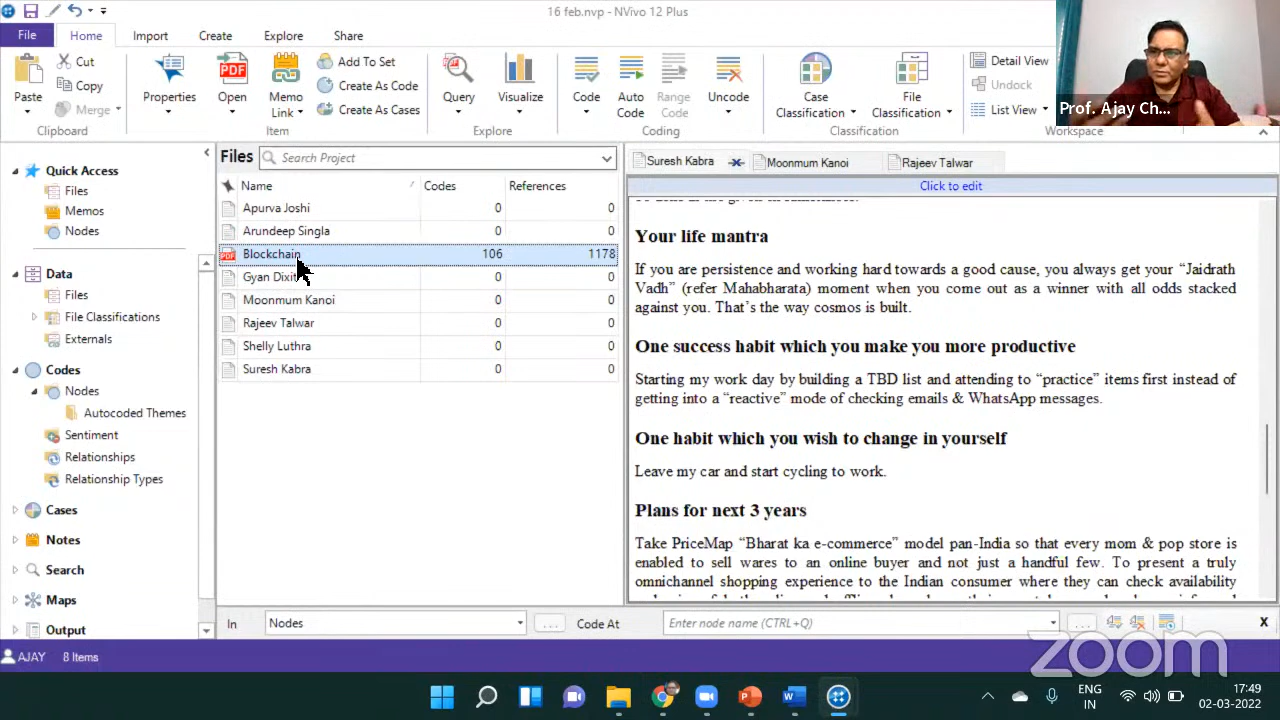 16 feb.nvp - NVivo 12 Plus
File Home Import Create Explore Share
Paste Cut Copy Merge Properties PDF Open Memo Link Add To Set Create As Code Create As Cases Query Visualize Code Auto Code Range Code Uncode Case Classification File Classification Detail View Undock List View
Clipboard Item Explore Coding Classification Workspace
Prof. Ajay Ch...
Quick Access
Files
Memos
Nodes
Data
Files
File Classifications
Externals
Codes
Nodes
Autocoded Themes
Sentiment
Relationships
Relationship Types
Cases
Notes
Search
Maps
Output
Files Search Project
Name Codes References
Apurva Joshi 0 0
Arundeep Singla 0 0
PDF Blockchain 106 1178
Gyan Dixit 0 0
Moonmum Kanoi 0 0
Rajeev Talwar 0 0
Shelly Luthra 0 0
Suresh Kabra 0 0
Suresh Kabra Moonmum Kanoi Rajeev Talwar
Click to edit
Your life mantra
If you are persistence and working hard towards a good cause, you always get your “Jaidrath
Vadh” (refer Mahabharata) moment when you come out as a winner with all odds stacked
against you. That’s the way cosmos is built.
One success habit which you make you more productive
Starting my work day by building a TBD list and attending to “practice” items first instead of
getting into a “reactive” mode of checking emails & WhatsApp messages.
One habit which you wish to change in yourself
Leave my car and start cycling to work.
Plans for next 3 years
Take PriceMap “Bharat ka e-commerce” model pan-India so that every mom & pop store is
enabled to sell wares to an online buyer and not just a handful few. To present a truly
omnichannel shopping experience to the Indian consumer where they can check availability
In Nodes ... Code At Enter node name (CTRL+Q) ... X
AJAY 8 Items
zoom
ENG
IN
17:49
02-03-2022